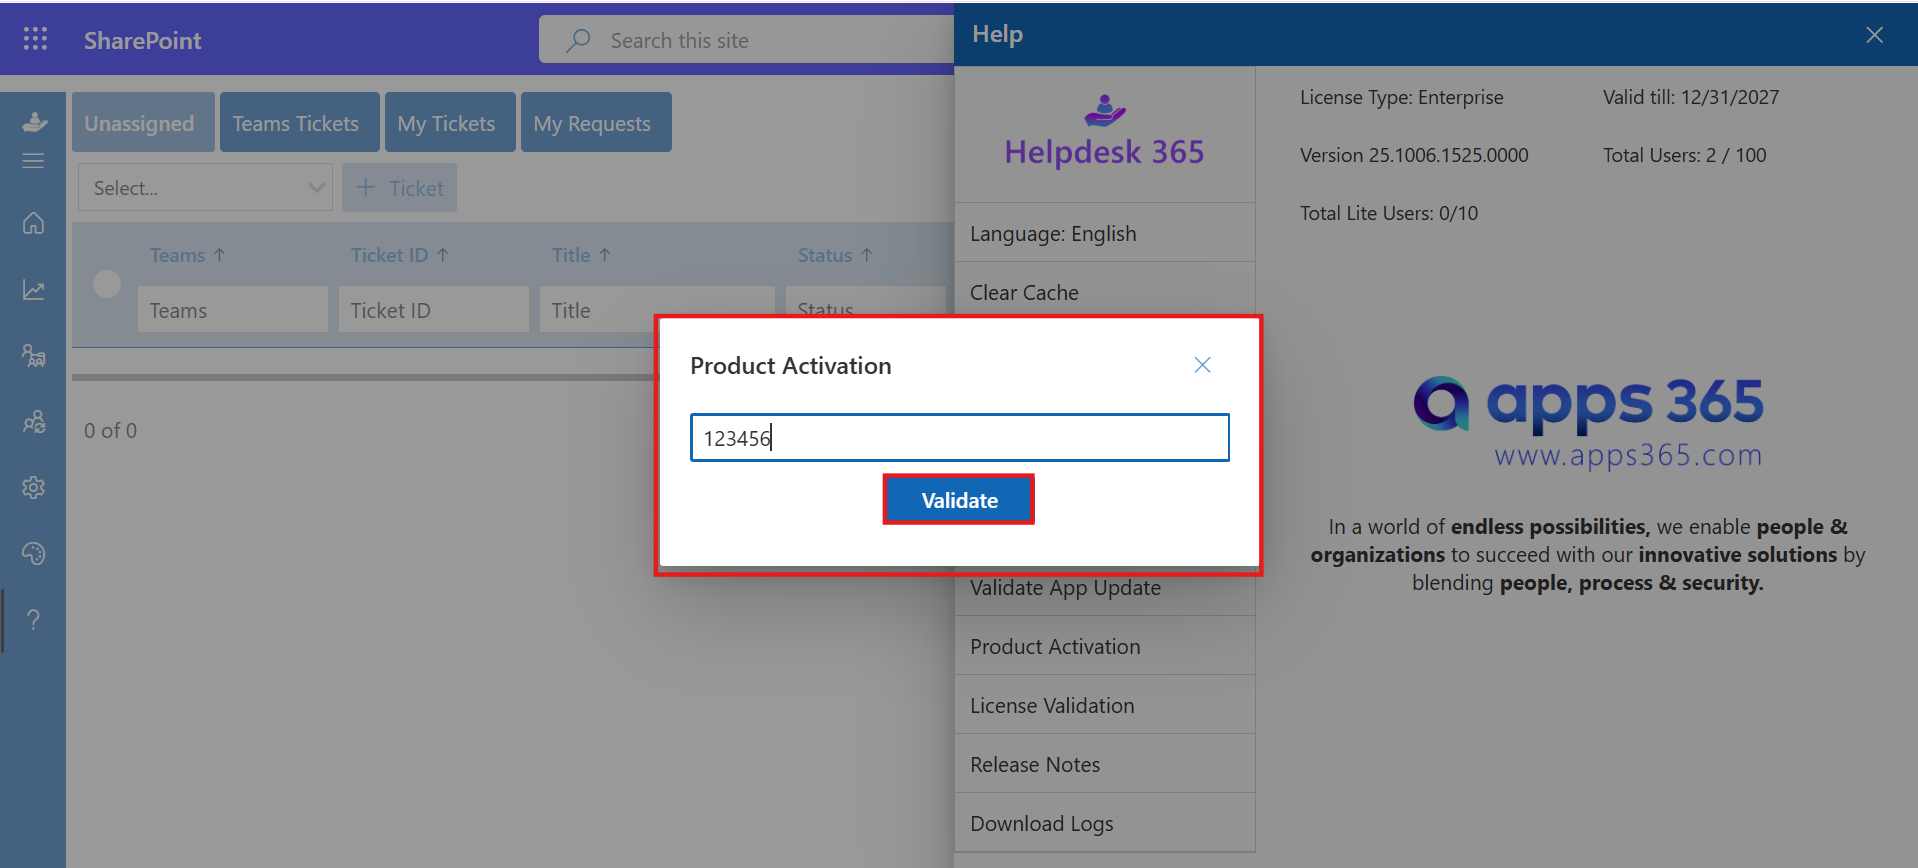 SharePoint
Search this site
Help
Unassigned
Teams Tickets
My Tickets
My Requests
Select...
+ Ticket
Teams ↑
Ticket ID ↑
Title ↑
Status ↑
Teams
Ticket ID
Title
Status
0 of 0
Helpdesk 365
Language: English
Clear Cache
Validate App Update
Product Activation
License Validation
Release Notes
Download Logs
License Type: Enterprise
Valid till: 12/31/2027
Version 25.1006.1525.0000
Total Users: 2 / 100
Total Lite Users: 0/10
apps 365
www.apps365.com
In a world of endless possibilities, we enable people &
organizations to succeed with our innovative solutions by
blending people, process & security.
Product Activation
123456
Validate